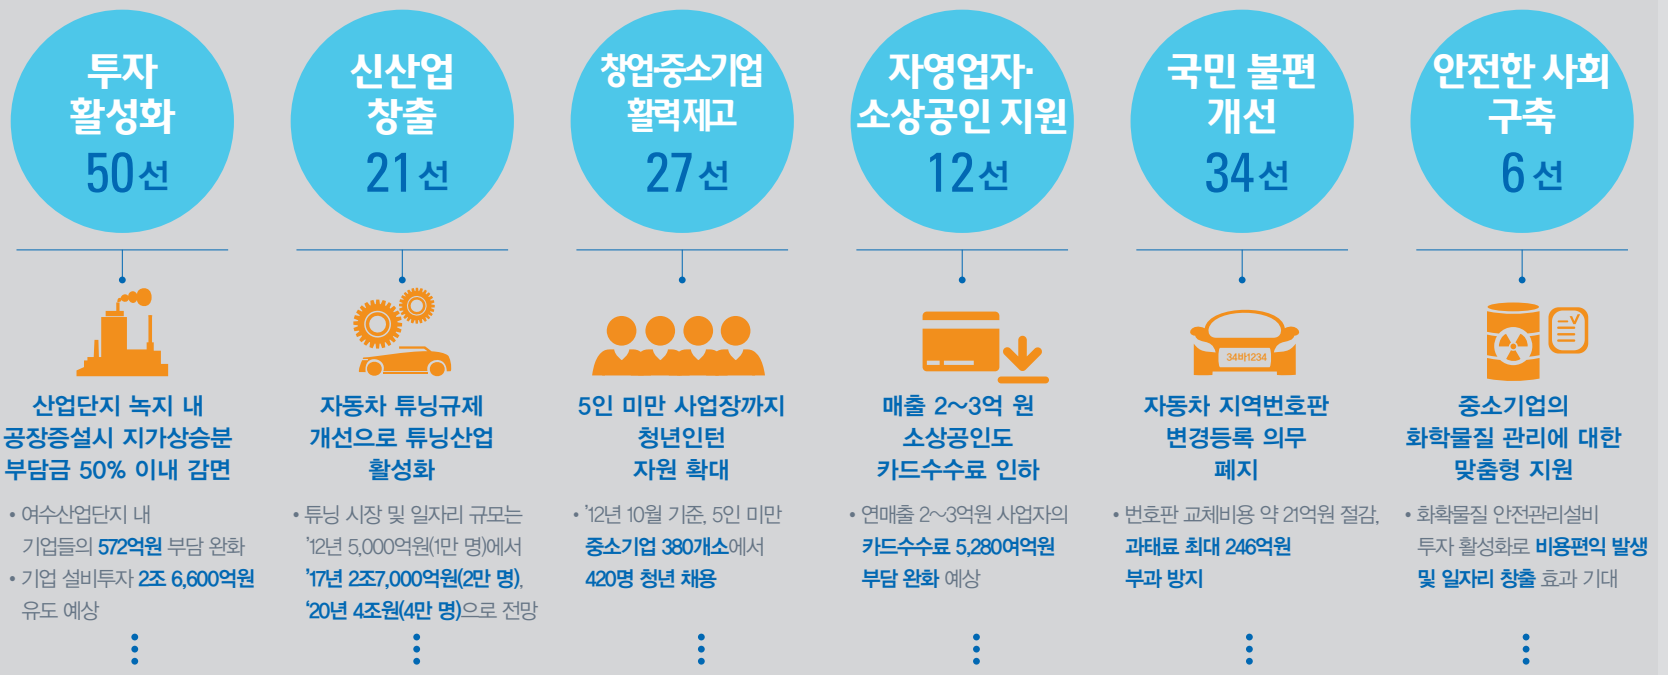 투자
활성화
50선
산업단지 녹지 내
공장증설시 지가상승분
부담금 50% 이내 감면
• 여수산업단지 내
기업들의 572억원 부담 완화
• 기업 설비투자 2조 6,600억원
유도 예상
신산업
창출
21선
자동차 튜닝규제
개선으로 튜닝산업
활성화
• 튜닝 시장 및 일자리 규모는
'12년 5,000억원(1만 명)에서
'17년 2조7,000억원(2만 명),
‘20년 4조원(4만 명)으로 전망
창업·중소기업
활력 제고
27선
5인 미만 사업장까지
청년인턴
자원 확대
• '12년 10월 기준, 5인 미만
중소기업 380개소에서
420명 청년 채용
자영업자·
소상공인 지원
12선
매출 2~3억 원
소상공인도
카드수수료 인하
• 연매출 2~3억원 사업자의
카드수수료 5,280여억원
부담 완화 예상
국민 불편
개선
34선
34바1234
자동차 지역번호판
변경등록 의무
폐지
• 번호판 교체비용 약 21억원 절감,
과태료 최대 246억원
부과 방지
안전한 사회
구축
6선
중소기업의
화학물질 관리에 대한
맞춤형 지원
• 화확물질 안전관리설비
투자 활성화로 비용편익 발생
및 일자리 창출 효과 기대